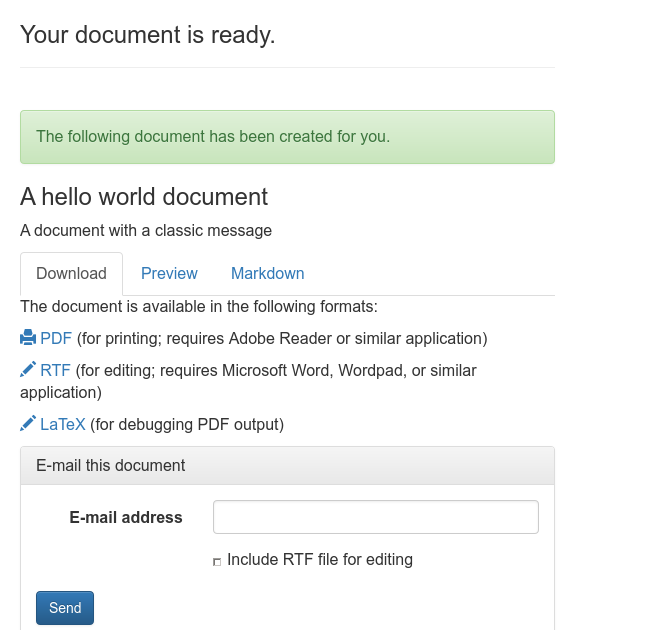 Your document is ready.
The following document has been created for you.
A hello world document
A document with a classic message
Download Preview Markdown
The document is available in the following formats:
PDF (for printing; requires Adobe Reader or similar application)
RTF (for editing; requires Microsoft Word, Wordpad, or similar
application)
LaTeX (for debugging PDF output)
E-mail this document
E-mail address
Include RTF file for editing
Send